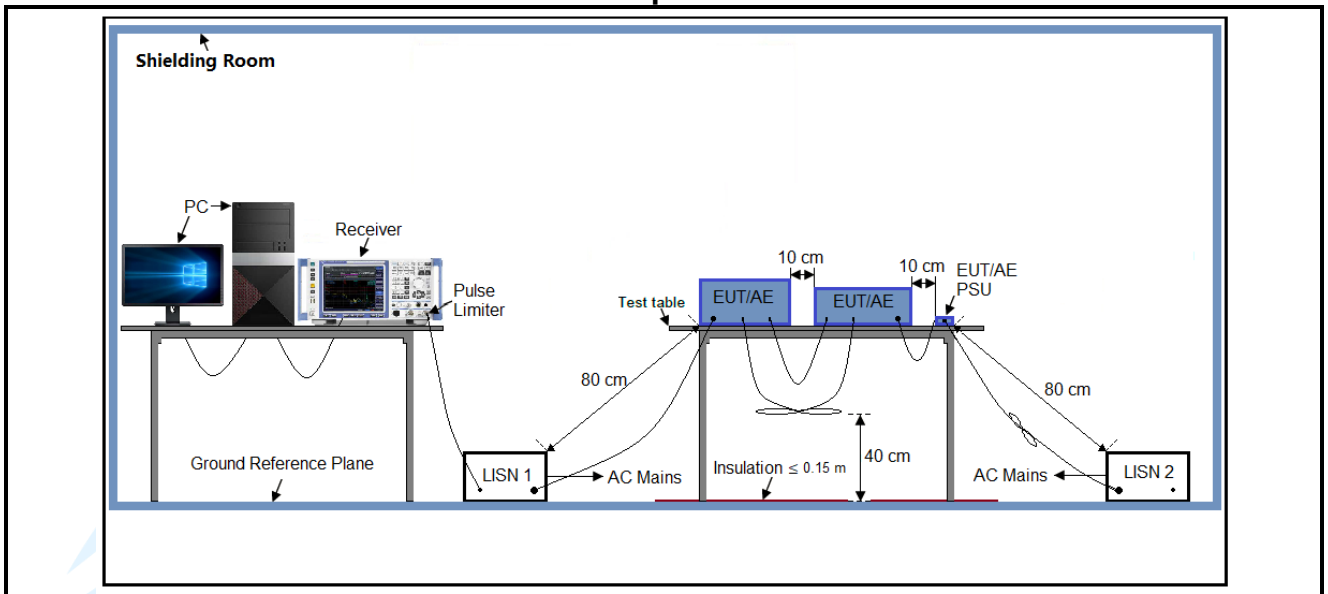 Shielding Room
PC
Receiver
Pulse
Limiter
10 cm
10 cm
EUT/AE
PSU
Test table
EUT/AE
EUT/AE
80 cm
80 cm
40 cm
Ground Reference Plane
LISN 1
AC Mains
Insulation ≤ 0.15 m
AC Mains
LISN 2